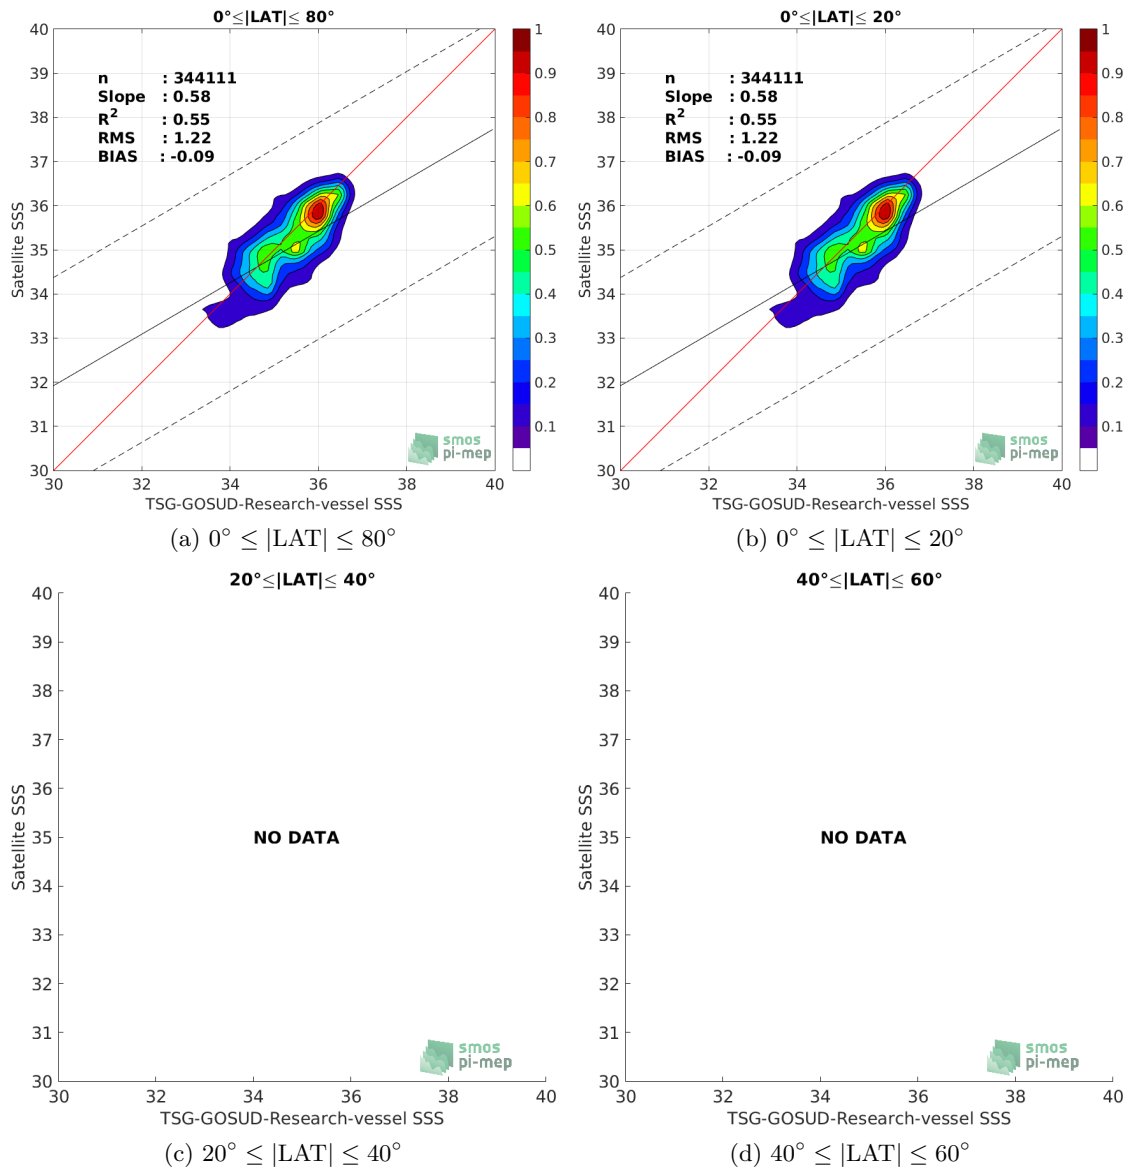 0°≤|LAT|≤ 80°
40
39
38
37
36
35
34
33
32
31
30
Satellite SSS
n : 344111
Slope : 0.58
R² : 0.55
RMS : 1.22
BIAS : -0.09
smos
pi-mep
30 32 34 36 38 40
TSG-GOSUD-Research-vessel SSS
1
0.9
0.8
0.7
0.6
0.5
0.4
0.3
0.2
0.1
(a) 0° ≤ |LAT| ≤ 80°
0°≤|LAT|≤ 20°
40
39
38
37
36
35
34
33
32
31
30
Satellite SSS
n : 344111
Slope : 0.58
R² : 0.55
RMS : 1.22
BIAS : -0.09
smos
pi-mep
30 32 34 36 38 40
TSG-GOSUD-Research-vessel SSS
1
0.9
0.8
0.7
0.6
0.5
0.4
0.3
0.2
0.1
(b) 0° ≤ |LAT| ≤ 20°
20°≤|LAT|≤ 40°
40
39
38
37
36
35
34
33
32
31
30
Satellite SSS
NO DATA
smos
pi-mep
30 32 34 36 38 40
TSG-GOSUD-Research-vessel SSS
(c) 20° ≤ |LAT| ≤ 40°
40°≤|LAT|≤ 60°
40
39
38
37
36
35
34
33
32
31
30
Satellite SSS
NO DATA
smos
pi-mep
30 32 34 36 38 40
TSG-GOSUD-Research-vessel SSS
(d) 40° ≤ |LAT| ≤ 60°